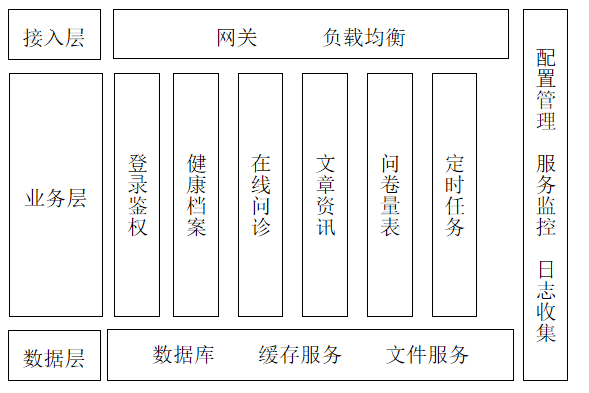 接入层
网关 负载均衡
业务层
登录鉴权
健康档案
在线问诊
文章资讯
问卷量表
定时任务
数据层
数据库 缓存服务 文件服务
配置管理 服务监控 日志收集